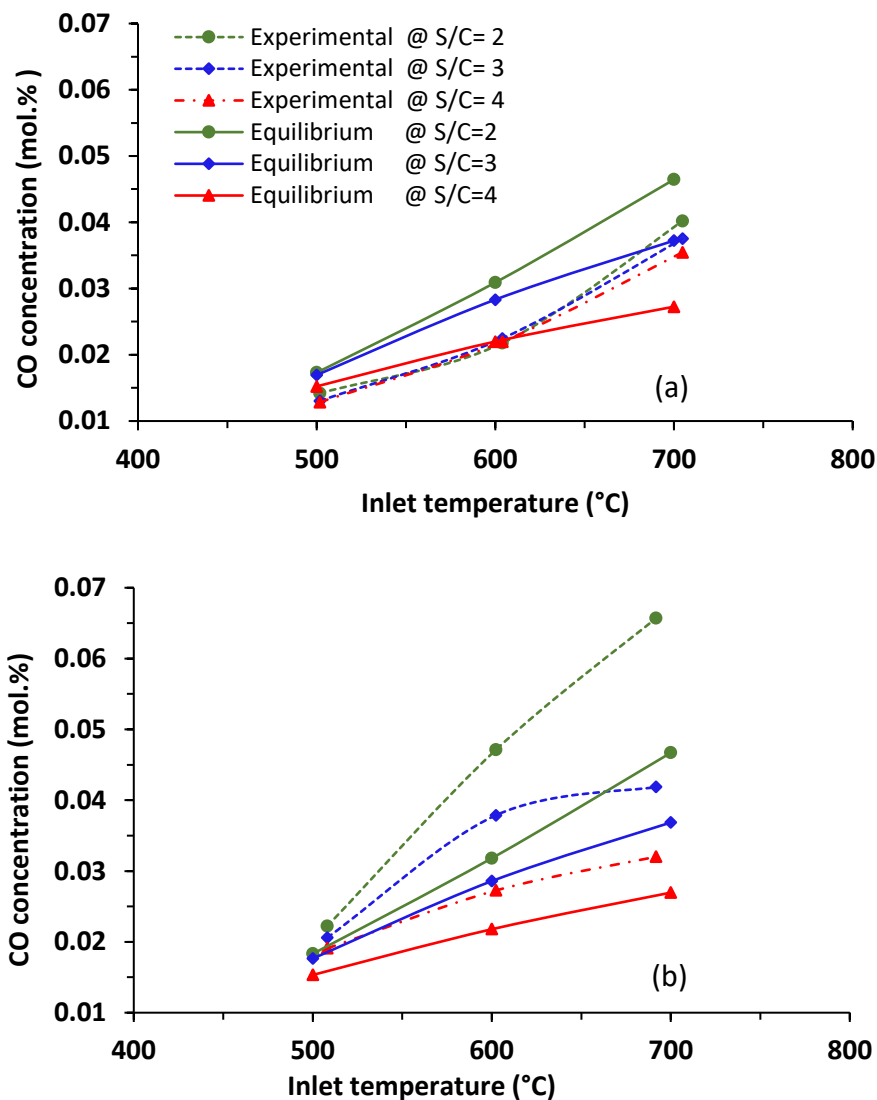 0.07
0.06
0.05
0.04
0.03
0.02
0.01
CO concentration (mol.%)
Experimental @ S/C= 2
Experimental @ S/C= 3
Experimental @ S/C= 4
Equilibrium @ S/C=2
Equilibrium @ S/C=3
Equilibrium @ S/C=4
(a)
400 500 600 700 800
Inlet temperature (°C)
0.07
0.06
0.05
0.04
0.03
0.02
0.01
CO concentration (mol.%)
(b)
400 500 600 700 800
Inlet temperature (°C)